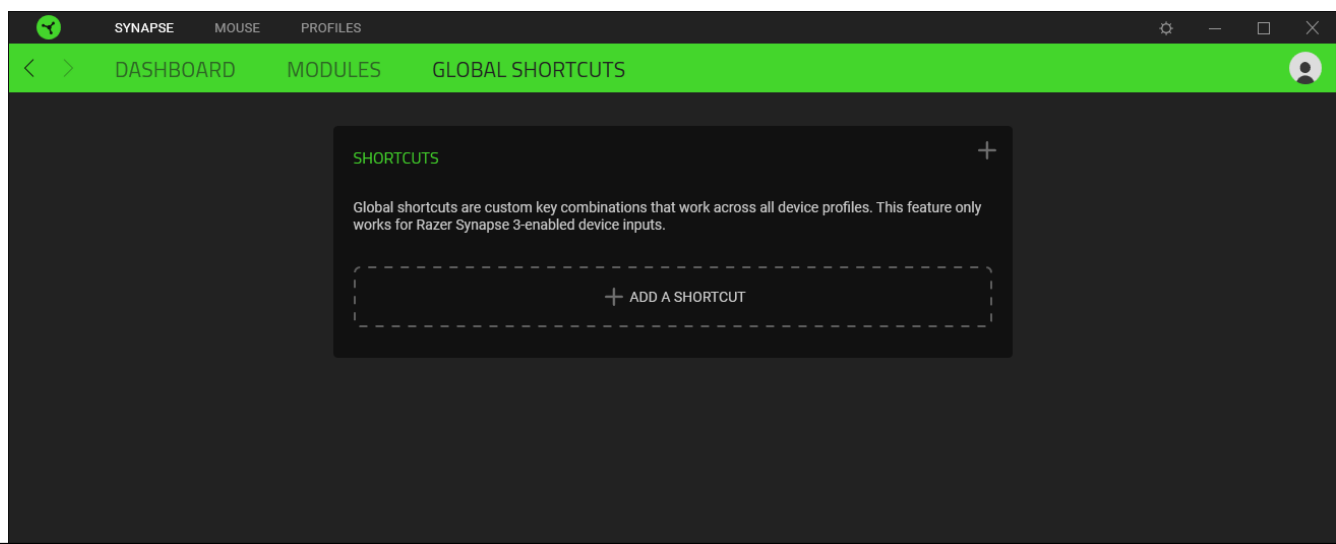 SYNAPSE MOUSE PROFILES
DASHBOARD MODULES GLOBAL SHORTCUTS
SHORTCUTS
Global shortcuts are custom key combinations that work across all device profiles. This feature only
works for Razer Synapse 3-enabled device inputs.
ADD A SHORTCUT